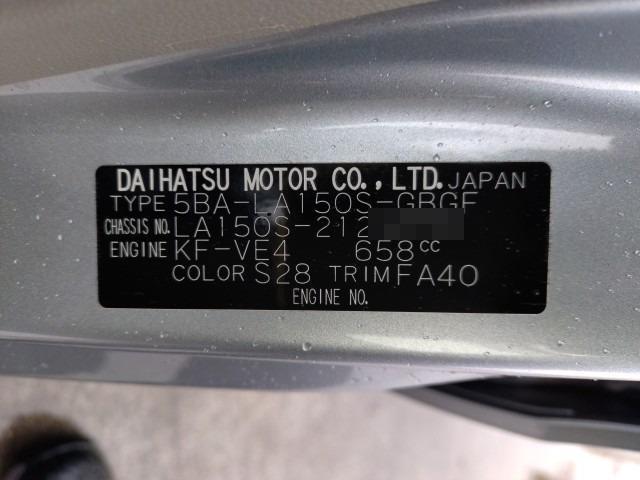 DAIHATSU MOTOR CO., LTD. JAPAN
TYPE 5BA-LA150S-GBGF
CHASSIS NO. LA150S-212
ENGINE KF-VE4 658cc
COLOR S28 TRIM FA40
ENGINE NO.